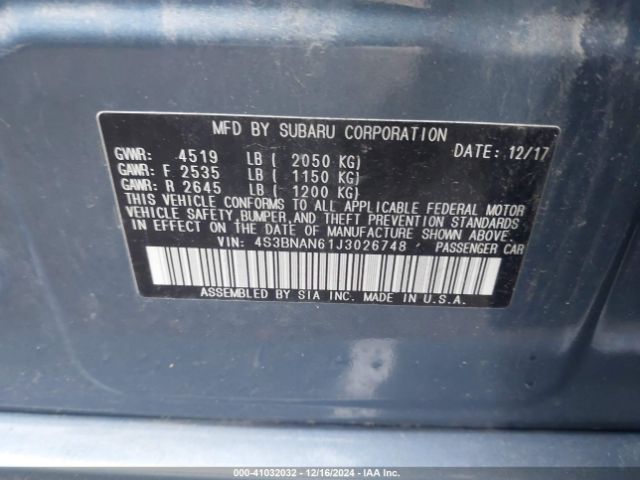 MFD BY SUBARU CORPORATION
GVWR: 4519 LB ( 2050 KG) DATE: 12/17
GAWR: F 2535 LB ( 1150 KG)
GAWR: R 2645 LB ( 1200 KG)
THIS VEHICLE CONFORMS TO ALL APPLICABLE FEDERAL MOTOR
VEHICLE SAFETY, BUMPER, AND THEFT PREVENTION STANDARDS
IN EFFECT ON THE DATE OF MANUFACTURE SHOWN ABOVE.
VIN: 4S3BNAN61J3026748 PASSENGER CAR
ASSEMBLED BY SIA INC. MADE IN U.S.A.
000-41032032 - 12/16/2024 - IAA Inc.